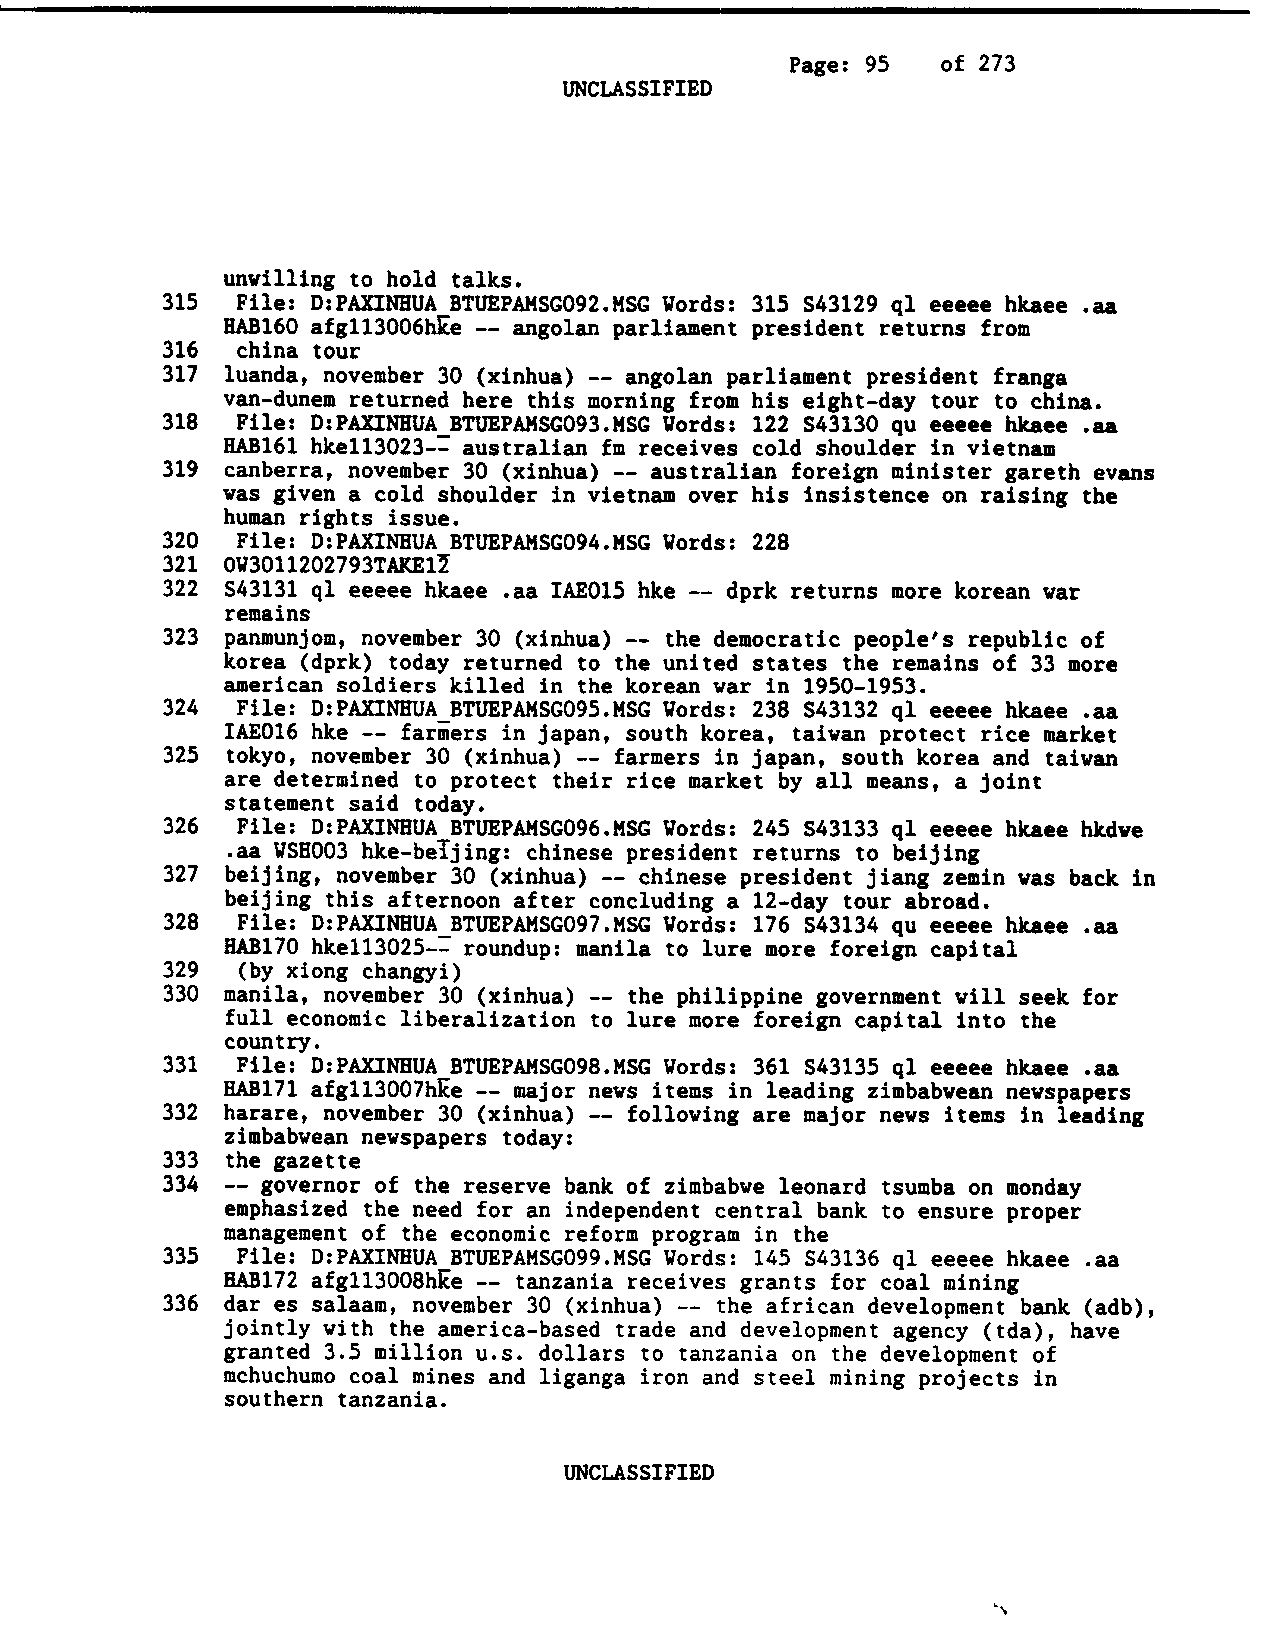 Page: 95 of 273
UNCLASSIFIED
unwilling to hold talks.
315 File: D:PAXINHUA_BTUEPAMSG092.MSG Words: 315 S43129 ql eeeee hkaee .aa
HAB160 afg113006hke -- angolan parliament president returns from
316 china tour
317 luanda, november 30 (xinhua) -- angolan parliament president franga
van-dunem returned here this morning from his eight-day tour to china.
318 File: D:PAXINHUA_BTUEPAMSG093.MSG Words: 122 S43130 qu eeeee hkaee .aa
HAB161 hke113023-- australian fm receives cold shoulder in vietnam
319 canberra, november 30 (xinhua) -- australian foreign minister gareth evans
was given a cold shoulder in vietnam over his insistence on raising the
human rights issue.
320 File: D:PAXINHUA_BTUEPAMSG094.MSG Words: 228
321 OW3011202793TAKE12
322 S43131 ql eeeee hkaee .aa IAE015 hke -- dprk returns more korean war
remains
323 panmunjom, november 30 (xinhua) -- the democratic people's republic of
korea (dprk) today returned to the united states the remains of 33 more
american soldiers killed in the korean war in 1950-1953.
324 File: D:PAXINHUA_BTUEPAMSG095.MSG Words: 238 S43132 ql eeeee hkaee .aa
IAE016 hke -- farmers in japan, south korea, taiwan protect rice market
325 tokyo, november 30 (xinhua) -- farmers in japan, south korea and taiwan
are determined to protect their rice market by all means, a joint
statement said today.
326 File: D:PAXINHUA_BTUEPAMSG096.MSG Words: 245 S43133 ql eeeee hkaee hkdwe
.aa WSH003 hke-beijing: chinese president returns to beijing
327 beijing, november 30 (xinhua) -- chinese president jiang zemin was back in
beijing this afternoon after concluding a 12-day tour abroad.
328 File: D:PAXINHUA_BTUEPAMSG097.MSG Words: 176 S43134 qu eeeee hkaee .aa
HAB170 hke113025-- roundup: manila to lure more foreign capital
329 (by xiong changyi)
330 manila, november 30 (xinhua) -- the philippine government will seek for
full economic liberalization to lure more foreign capital into the
country.
331 File: D:PAXINHUA_BTUEPAMSG098.MSG Words: 361 S43135 ql eeeee hkaee .aa
HAB171 afg113007hke -- major news items in leading zimbabwean newspapers
332 harare, november 30 (xinhua) -- following are major news items in leading
zimbabwean newspapers today:
333 the gazette
334 -- governor of the reserve bank of zimbabwe leonard tsumba on monday
emphasized the need for an independent central bank to ensure proper
management of the economic reform program in the
335 File: D:PAXINHUA_BTUEPAMSG099.MSG Words: 145 S43136 ql eeeee hkaee .aa
HAB172 afg113008hke -- tanzania receives grants for coal mining
336 dar es salaam, november 30 (xinhua) -- the african development bank (adb),
jointly with the america-based trade and development agency (tda), have
granted 3.5 million u.s. dollars to tanzania on the development of
mchuchumo coal mines and liganga iron and steel mining projects in
southern tanzania.
UNCLASSIFIED